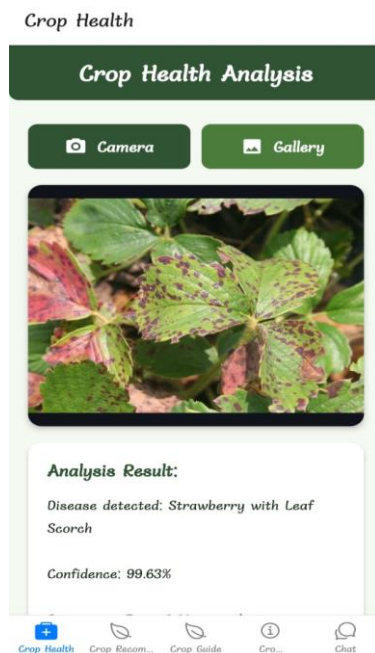 Crop Health
Crop Health Analysis
Camera
Gallery
Analysis Result:
Disease detected: Strawberry with Leaf
Scorch
Confidence: 99.63%
Crop Health
Crop Recom...
Crop Guide
Cro...
Chat